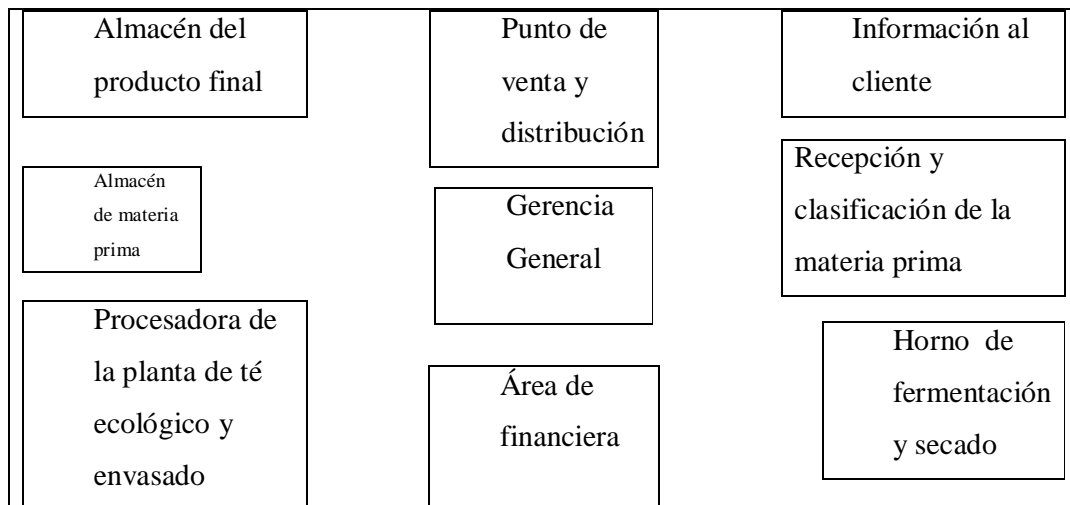 Almacén del
producto final
Punto de
venta y
distribución
Información al
cliente
Almacén
de materia
prima
Gerencia
General
Recepción y
clasificación de la
materia prima
Procesadora de
la planta de té
ecológico y
envasado
Área de
financiera
Horno de
fermentación
y secado